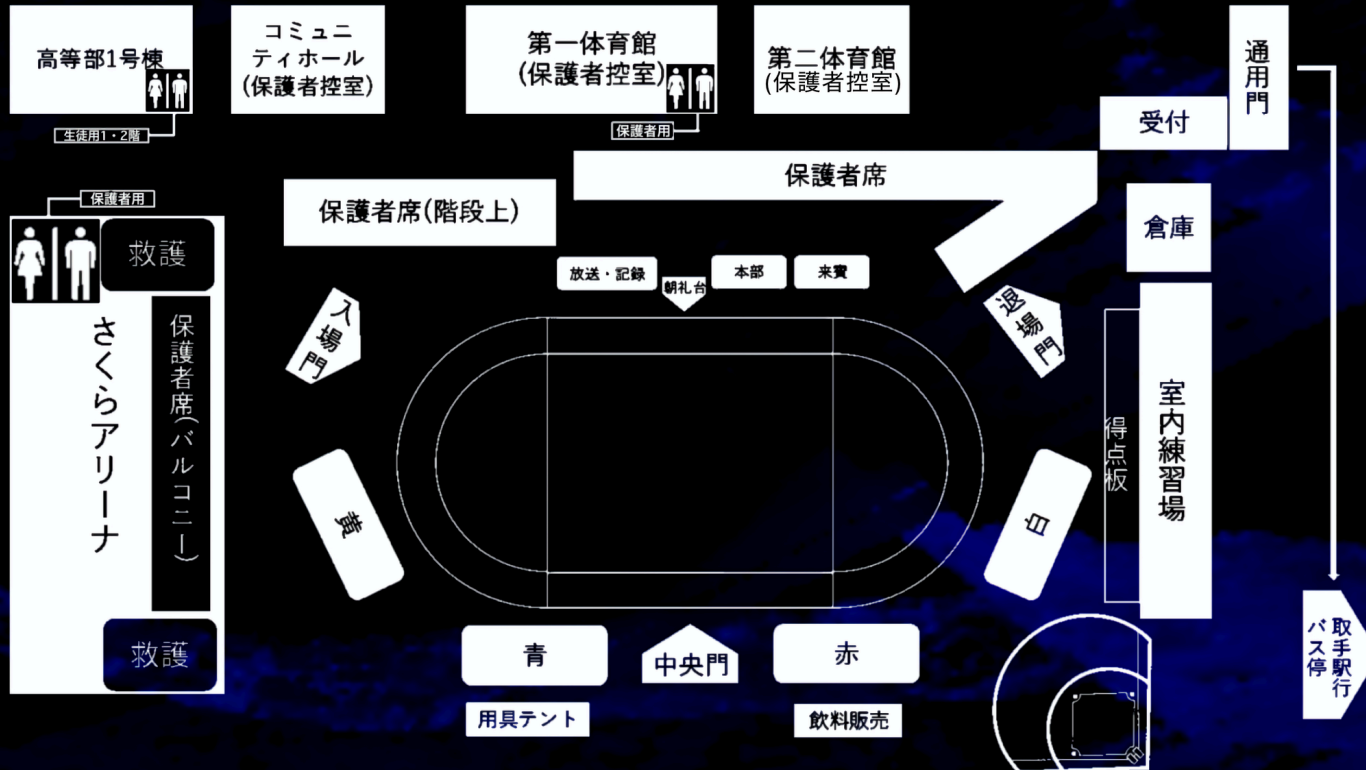 高等部1号棟
生徒用1・2階
コミュニ
ティホール
(保護者控室)
第一体育館
(保護者控室)
保護者用
第二体育館
(保護者控室)
通用門
受付
保護者席
保護者席(階段上)
倉庫
保護者用
救護
さくらアリーナ
保護者席(バルコニー)
救護
放送・記録
朝礼台
本部
来賓
入場門
退場門
得点板
室内練習場
黄
白
青
中央門
赤
用具テント
飲料販売
取手駅行
バス停